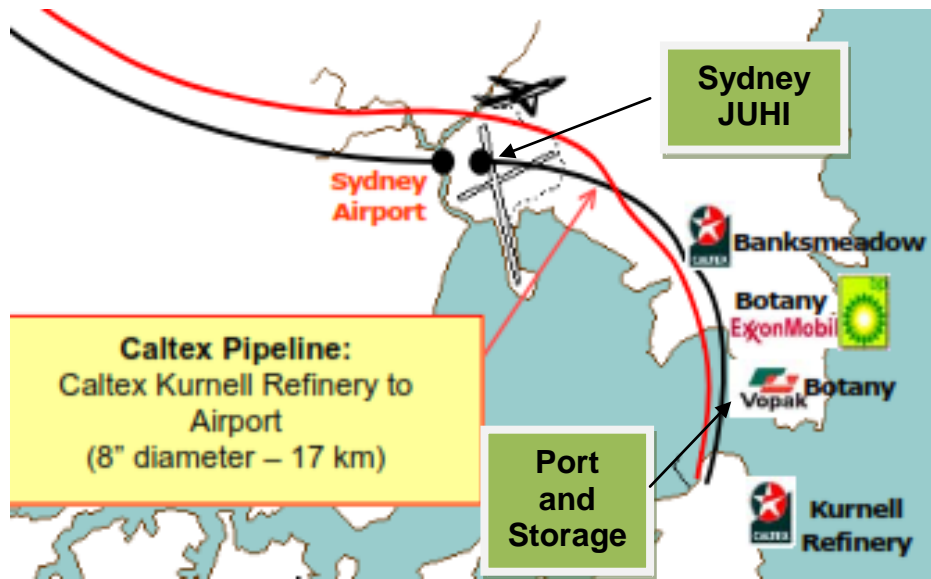 Sydney
JUHI
Sydney
Airport
CALTEX
Banksmeadow
Botany
bp
ExxonMobil
Caltex Pipeline:
Caltex Kurnell Refinery to
Airport
(8” diameter – 17 km)
Vopak
Botany
Port
and
Storage
CALTEX
Kurnell
Refinery